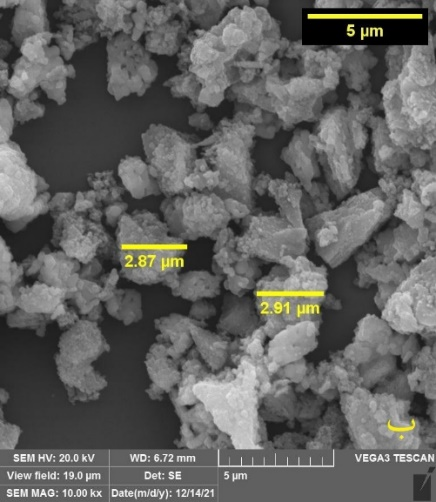 5 µm
2.87 µm
2.91 µm
ب
SEM HV: 20.0 kV WD: 6.72 mm VEGA3 TESCAN
View field: 19.0 µm Det: SE 5 µm
SEM MAG: 10.00 kx Date(m/d/y): 12/14/21